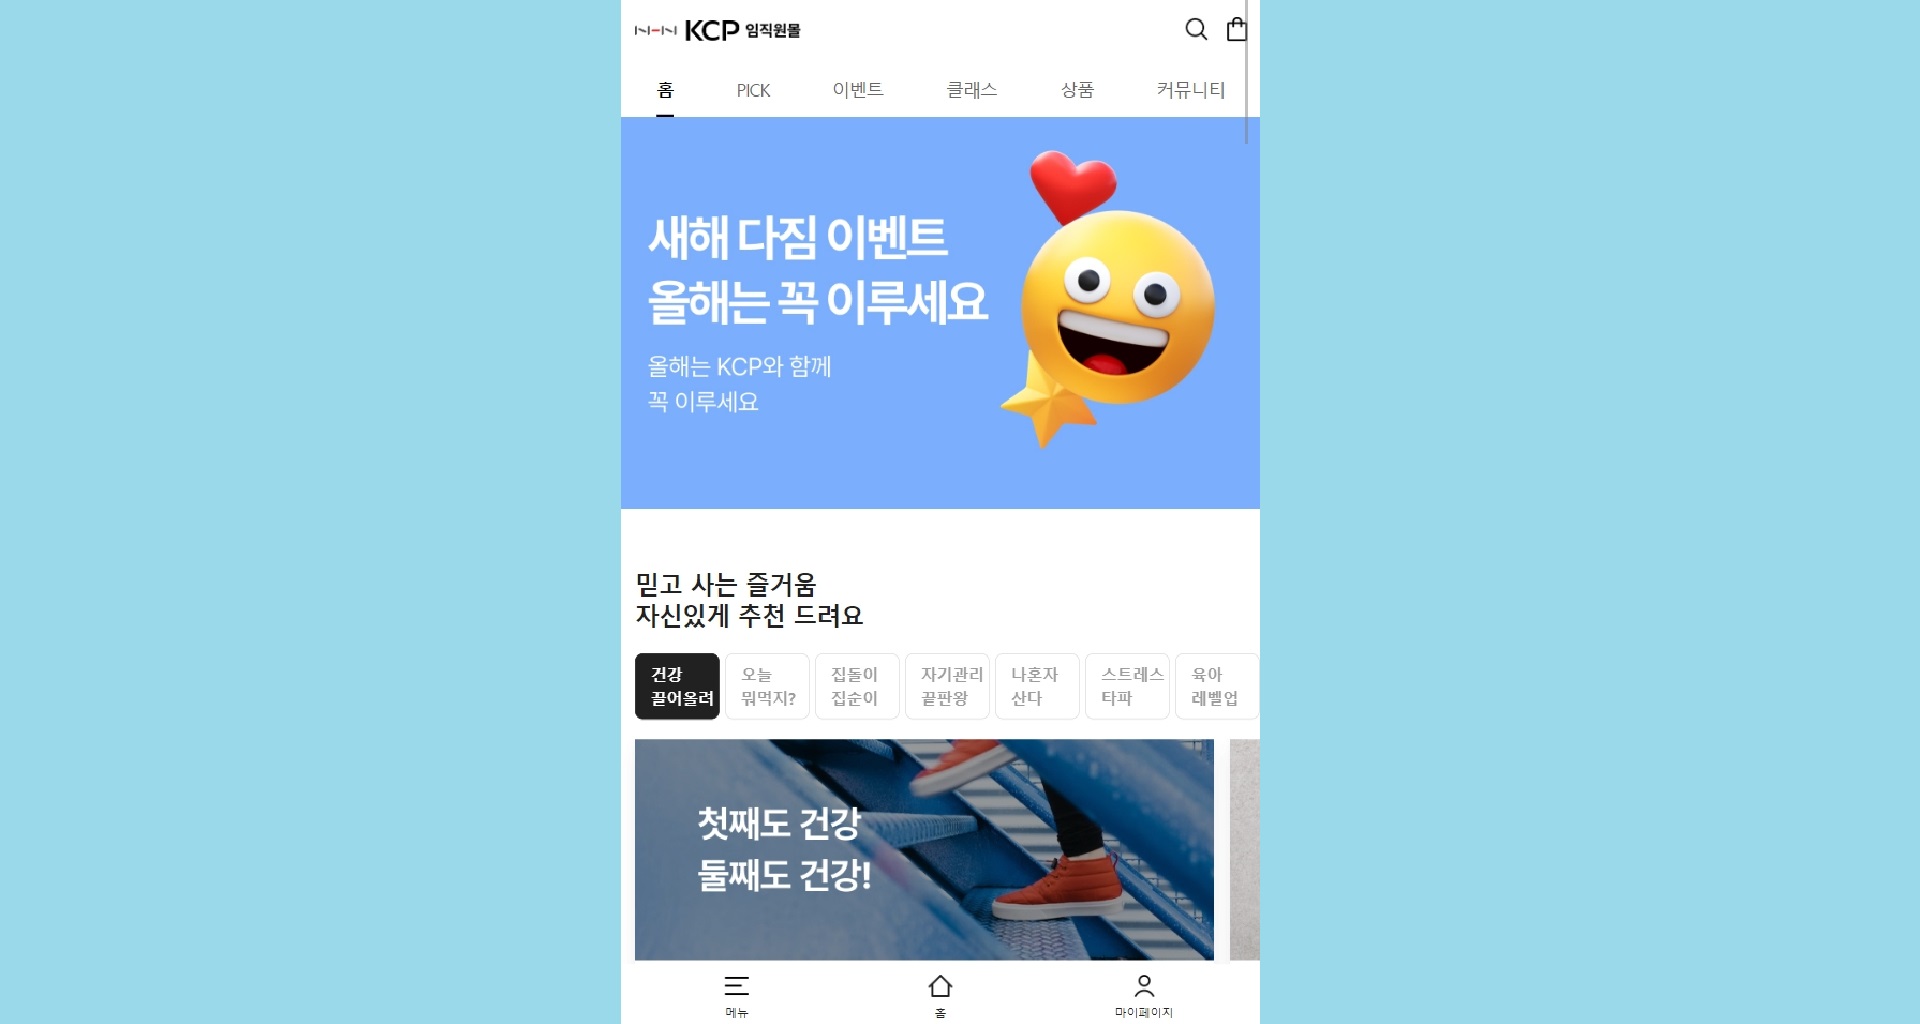 NHN KCP 임직원몰
홈 PICK 이벤트 클래스 상품 커뮤니티
새해 다짐 이벤트
올해는 꼭 이루세요
올해는 KCP와 함께
꼭 이루세요
믿고 사는 즐거움
자신있게 추천 드려요
건강
끌어올려
오늘
뭐먹지?
집돌이
집순이
자기관리
끝판왕
나혼자
산다
스트레스
타파
육아
레벨업
첫째도 건강
둘째도 건강!
메뉴 홈 마이페이지